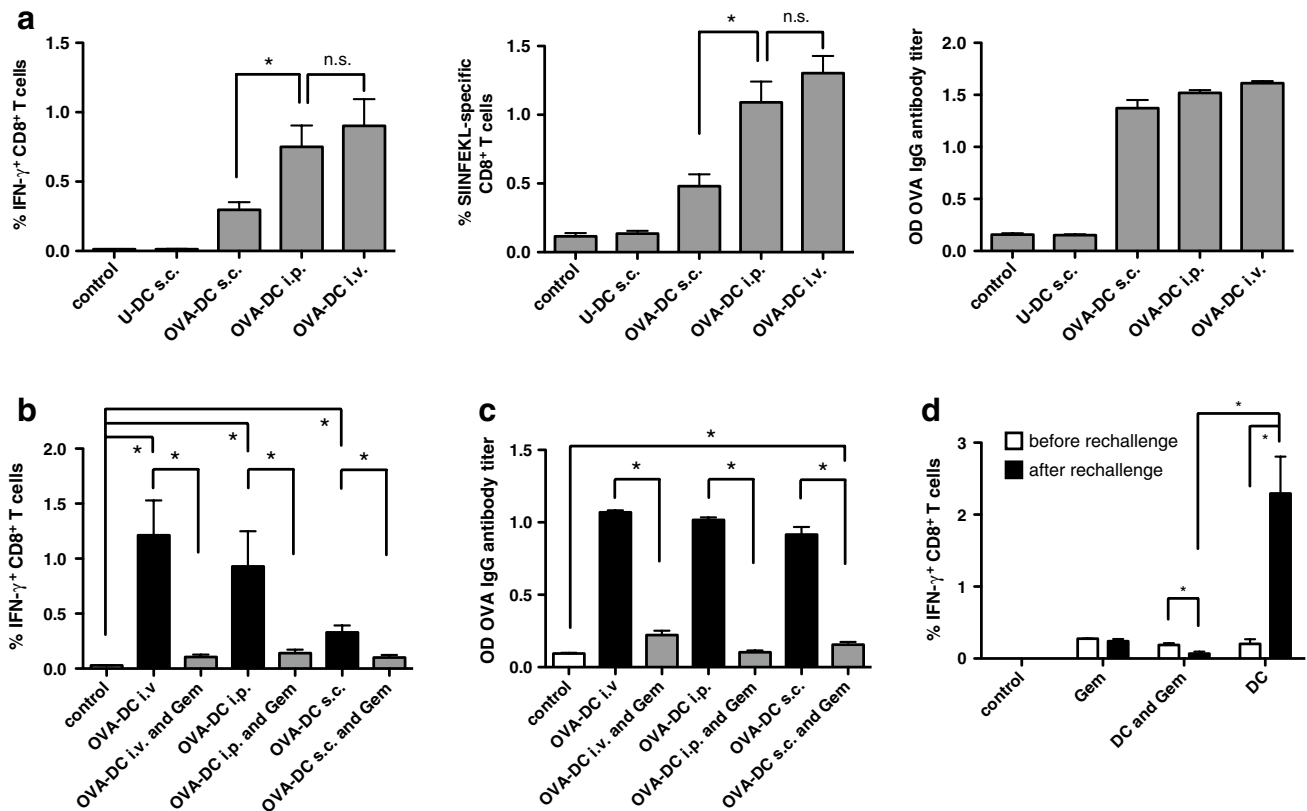 a
% IFN-γ+ CD8+ T cells
1.5
1.0
0.5
0.0
*
n.s.
control
U-DC s.c.
OVA-DC s.c.
OVA-DC i.p.
OVA-DC i.v.
% SIINFEKL-specific
CD8+ T cells
1.5
1.0
0.5
0.0
*
n.s.
control
U-DC s.c.
OVA-DC s.c.
OVA-DC i.p.
OVA-DC i.v.
OD OVA IgG antibody titer
2.0
1.5
1.0
0.5
0.0
control
U-DC s.c.
OVA-DC s.c.
OVA-DC i.p.
OVA-DC i.v.
b
% IFN-γ+ CD8+ T cells
2.0
1.5
1.0
0.5
0.0
*
*
*
*
*
*
control
OVA-DC i.v
OVA-DC i.v. and Gem
OVA-DC i.p.
OVA-DC i.p. and Gem
OVA-DC s.c.
OVA-DC s.c. and Gem
c
OD OVA IgG antibody titer
1.5
1.0
0.5
0.0
*
*
*
*
control
OVA-DC i.v
OVA-DC i.v. and Gem
OVA-DC i.p.
OVA-DC i.p. and Gem
OVA-DC s.c.
OVA-DC s.c. and Gem
d
% IFN-γ+ CD8+ T cells
3
2
1
0
before rechallenge
after rechallenge
*
*
*
control
Gem
DC and Gem
DC